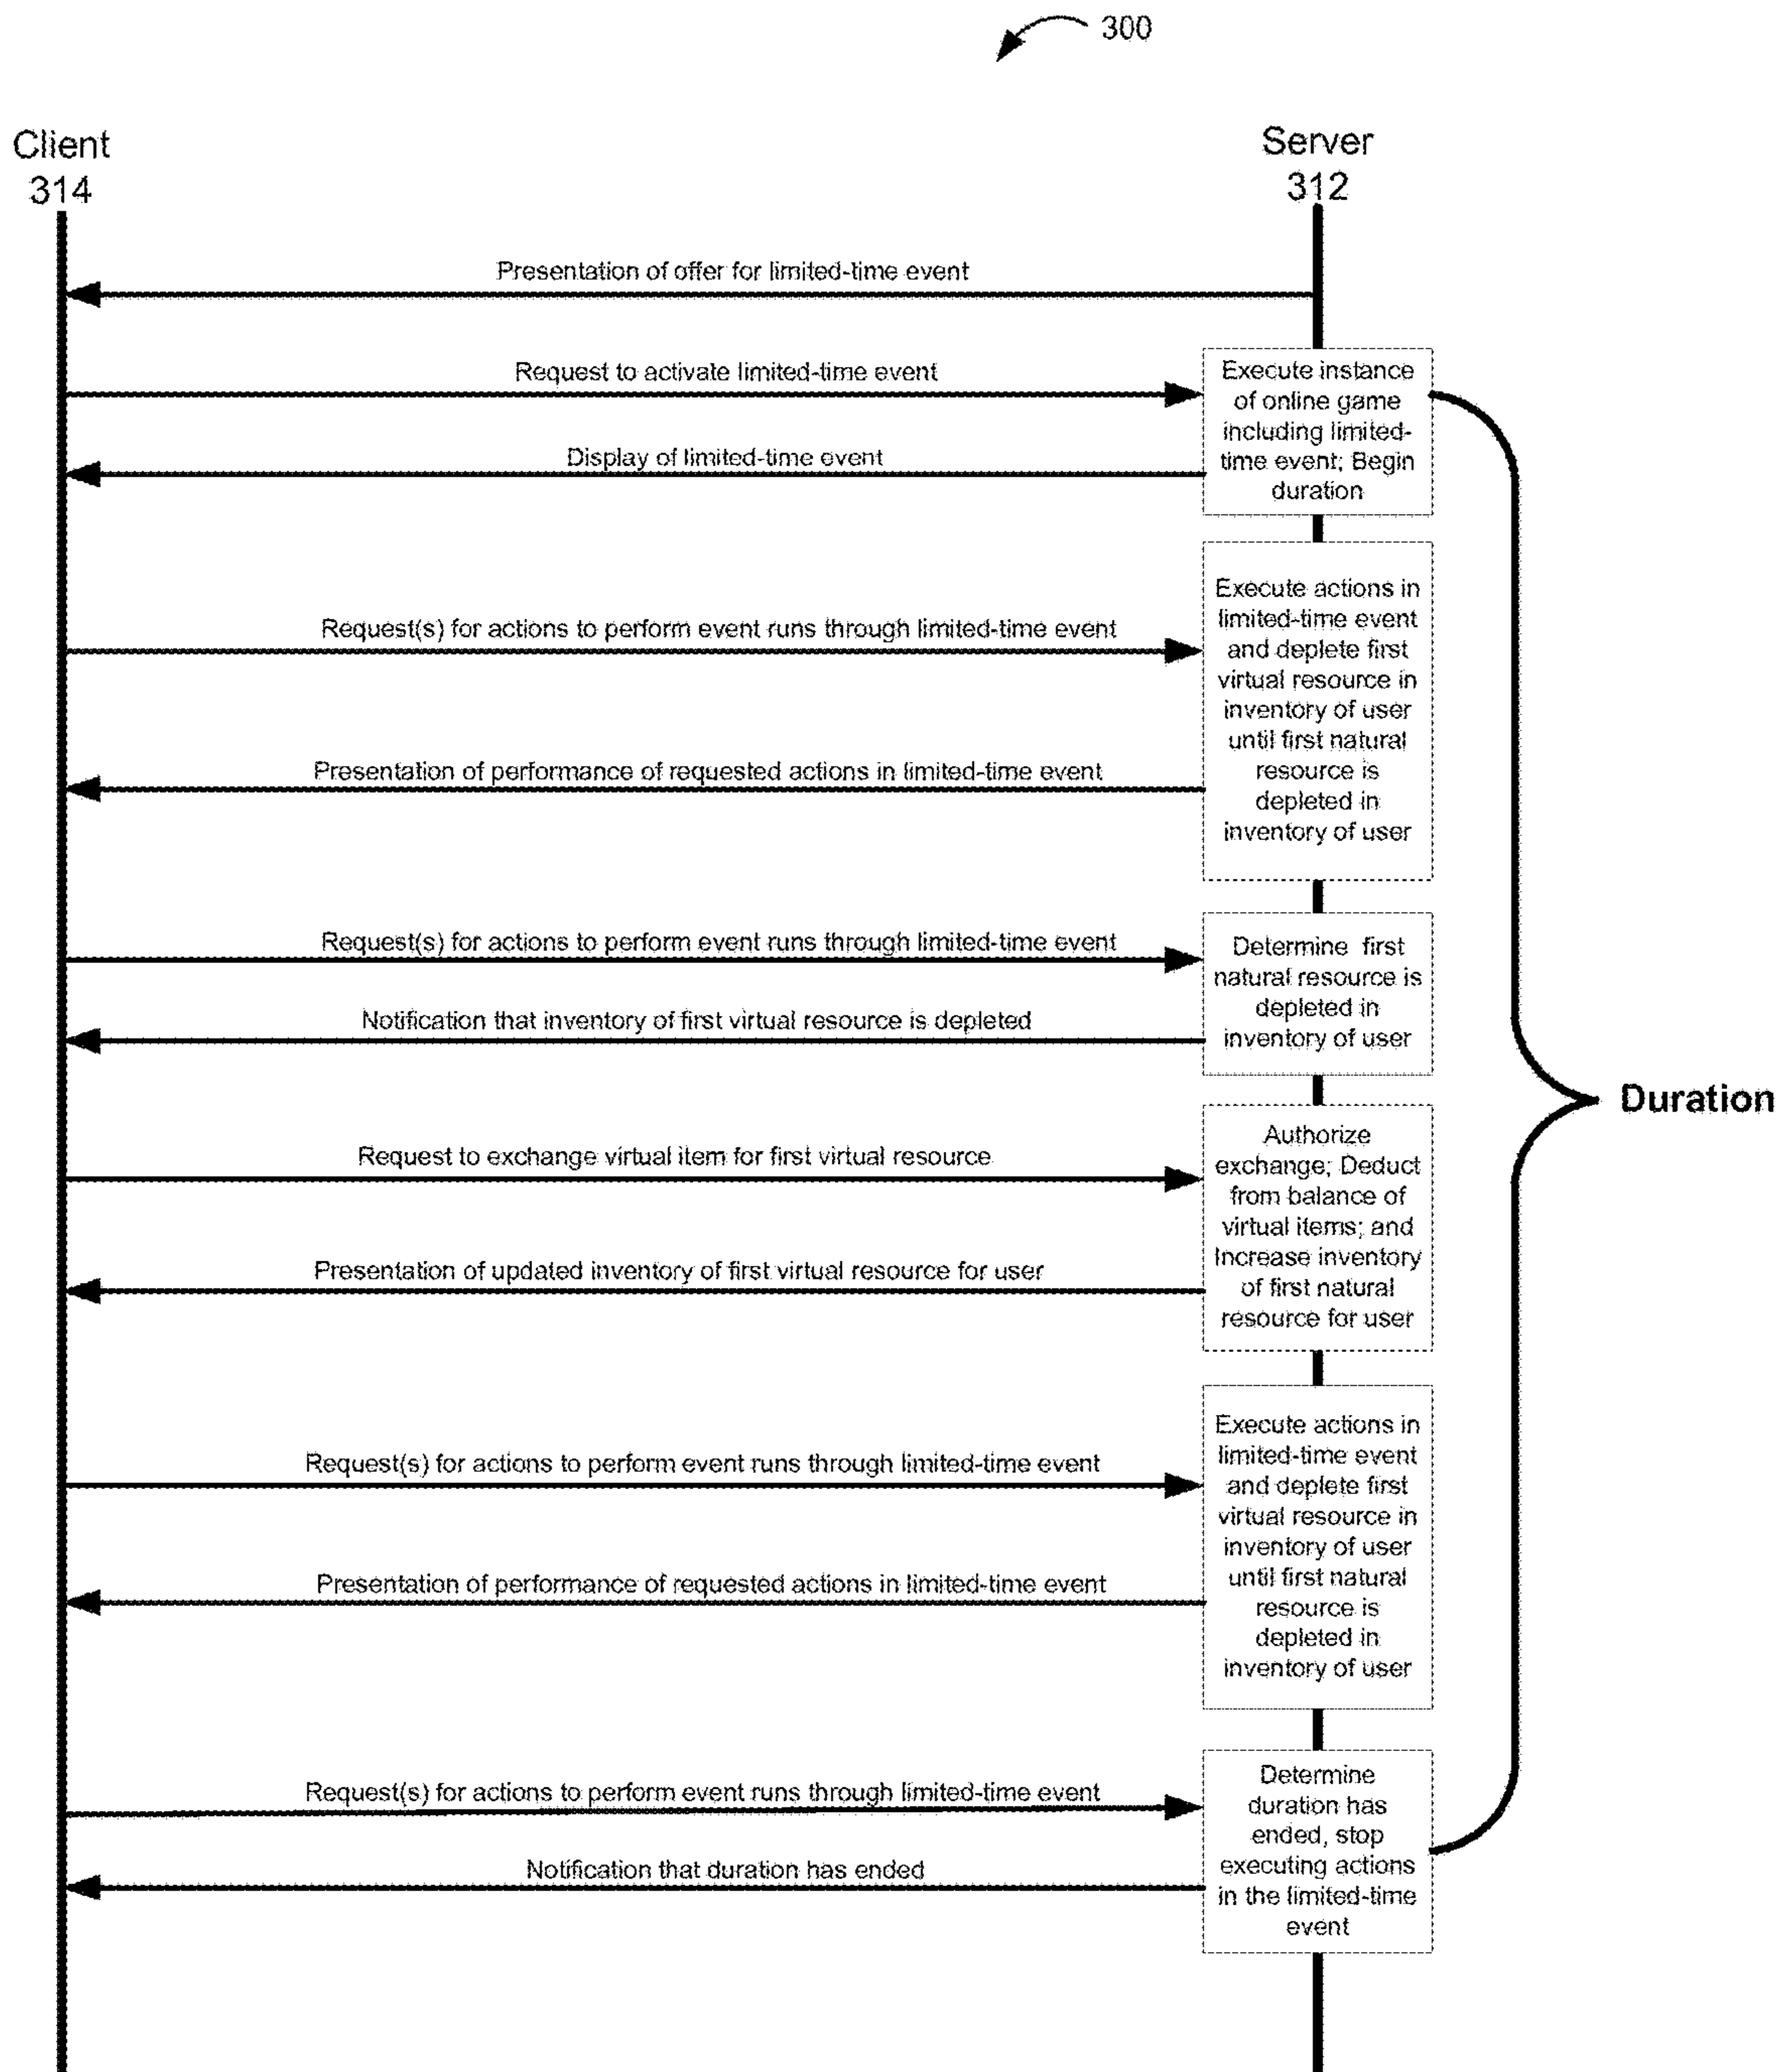 300
Client
314
Server
312
Presentation of offer for limited-time event
Request to activate limited-time event
Display of limited-time event
Execute instance
of online game
including limited-
time event; Begin
duration
Request(s) for actions to perform event runs through limited-time event
Presentation of performance of requested actions in limited-time event
Execute actions in
limited-time event
and deplete first
virtual resource in
inventory of user
until first natural
resource is
depleted in
inventory of user
Request(s) for actions to perform event runs through limited-time event
Notification that inventory of first virtual resource is depleted
Determine first
natural resource is
depleted in
inventory of user
Duration
Request to exchange virtual item for first virtual resource
Presentation of updated inventory of first virtual resource for user
Authorize
exchange; Deduct
from balance of
virtual items; and
Increase inventory
of first natural
resource for user
Request(s) for actions to perform event runs through limited-time event
Presentation of performance of requested actions in limited-time event
Execute actions in
limited-time event
and deplete first
virtual resource in
inventory of user
until first natural
resource is
depleted in
inventory of user
Request(s) for actions to perform event runs through limited-time event
Notification that duration has ended
Determine
duration has
ended, stop
executing actions
in the limited-time
event